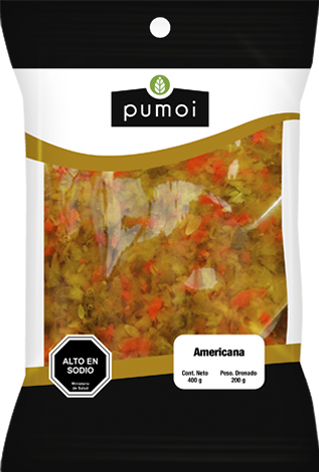 pumoi
ALTO EN
SODIO
Ministerio
de Salud
Americana
Cont. Neto Peso. Drenado
400 g 200 g